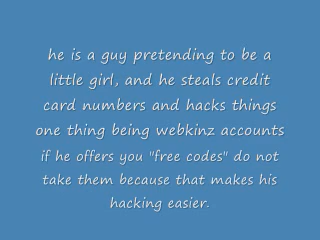 he is a guy pretending to be a
little girl, and he steals credit
card numbers and hacks things
one thing being webkinz accounts
if he offers you "free codes" do not
take them because that makes his
hacking easier.